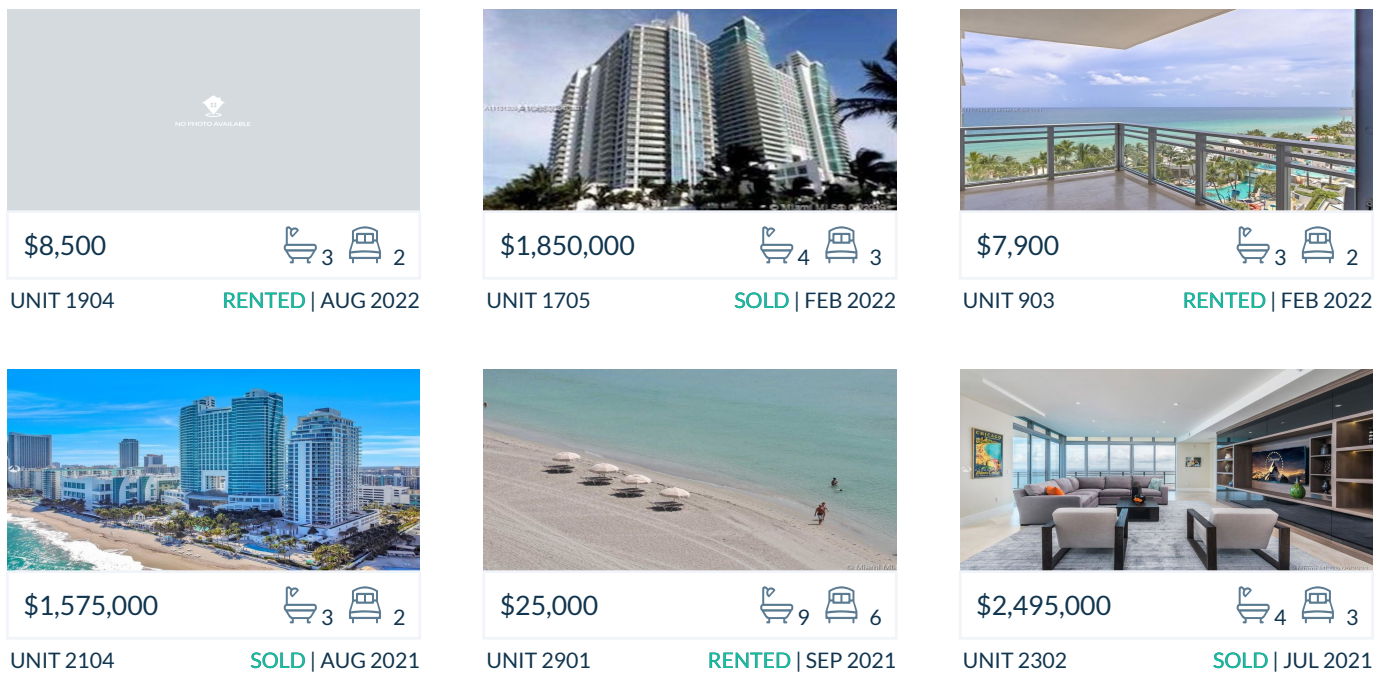 NO PHOTO AVAILABLE
$8,500 3 2
UNIT 1904 RENTED | AUG 2022
$1,850,000 4 3
UNIT 1705 SOLD | FEB 2022
$7,900 3 2
UNIT 903 RENTED | FEB 2022
$1,575,000 3 2
UNIT 2104 SOLD | AUG 2021
© Miami ML
$25,000 9 6
UNIT 2901 RENTED | SEP 2021
CHICAGO
$2,495,000 4 3
UNIT 2302 SOLD | JUL 2021